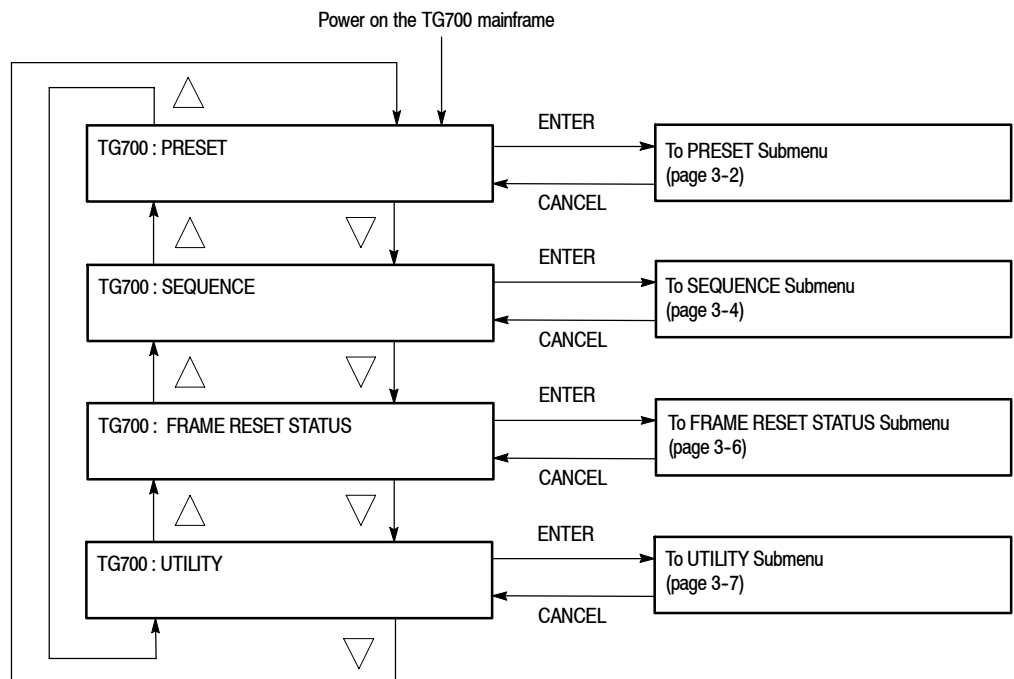 Power on the TG700 mainframe
ENTER
TG700 : PRESET
To PRESET Submenu
(page 3-2)
CANCEL
ENTER
TG700 : SEQUENCE
To SEQUENCE Submenu
(page 3-4)
CANCEL
ENTER
TG700 : FRAME RESET STATUS
To FRAME RESET STATUS Submenu
(page 3-6)
CANCEL
ENTER
TG700 : UTILITY
To UTILITY Submenu
(page 3-7)
CANCEL